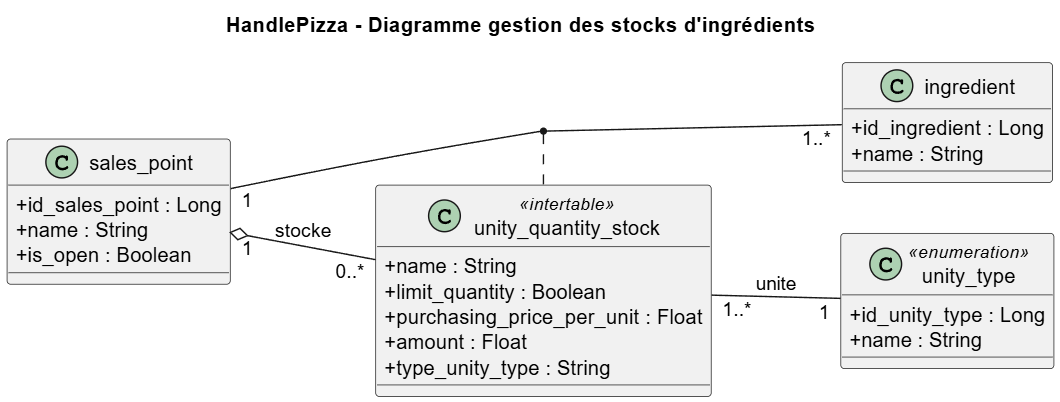 HandlePizza - Diagramme gestion des stocks d'ingrédients
C sales_point
+id_sales_point : Long
+name : String
+is_open : Boolean
1
1
stocke
0..*
1..*
C ingredient
+id_ingredient : Long
+name : String
«intertable»
C unity_quantity_stock
+name : String
+limit_quantity : Boolean
+purchasing_price_per_unit : Float
+amount : Float
+type_unity_type : String
unite
1..*
1
«enumeration»
C unity_type
+id_unity_type : Long
+name : String